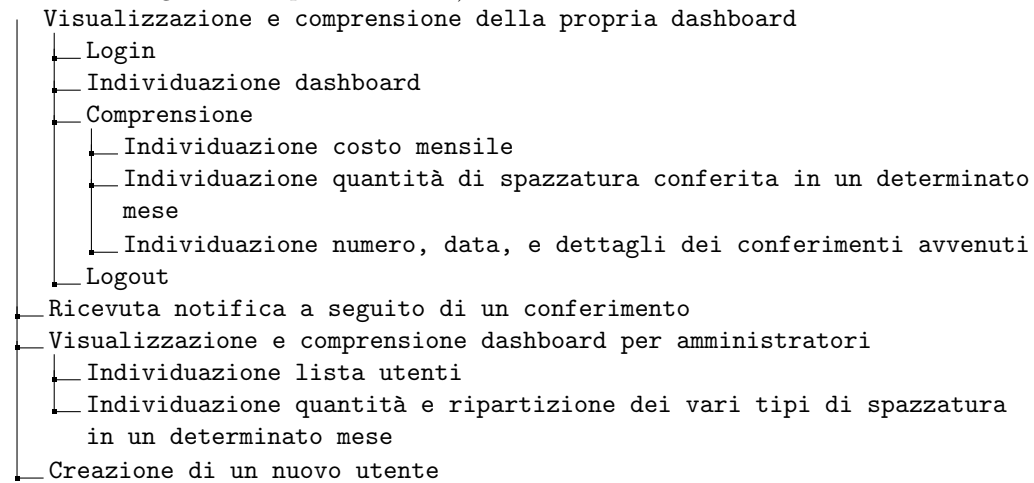 Visualizzazione e comprensione della propria dashboard
Login
Individuazione dashboard
Comprensione
Individuazione costo mensile
Individuazione quantità di spazzatura conferita in un determinato
mese
Individuazione numero, data, e dettagli dei conferimenti avvenuti
Logout
Ricevuta notifica a seguito di un conferimento
Visualizzazione e comprensione dashboard per amministratori
Individuazione lista utenti
Individuazione quantità e ripartizione dei vari tipi di spazzatura
in un determinato mese
Creazione di un nuovo utente